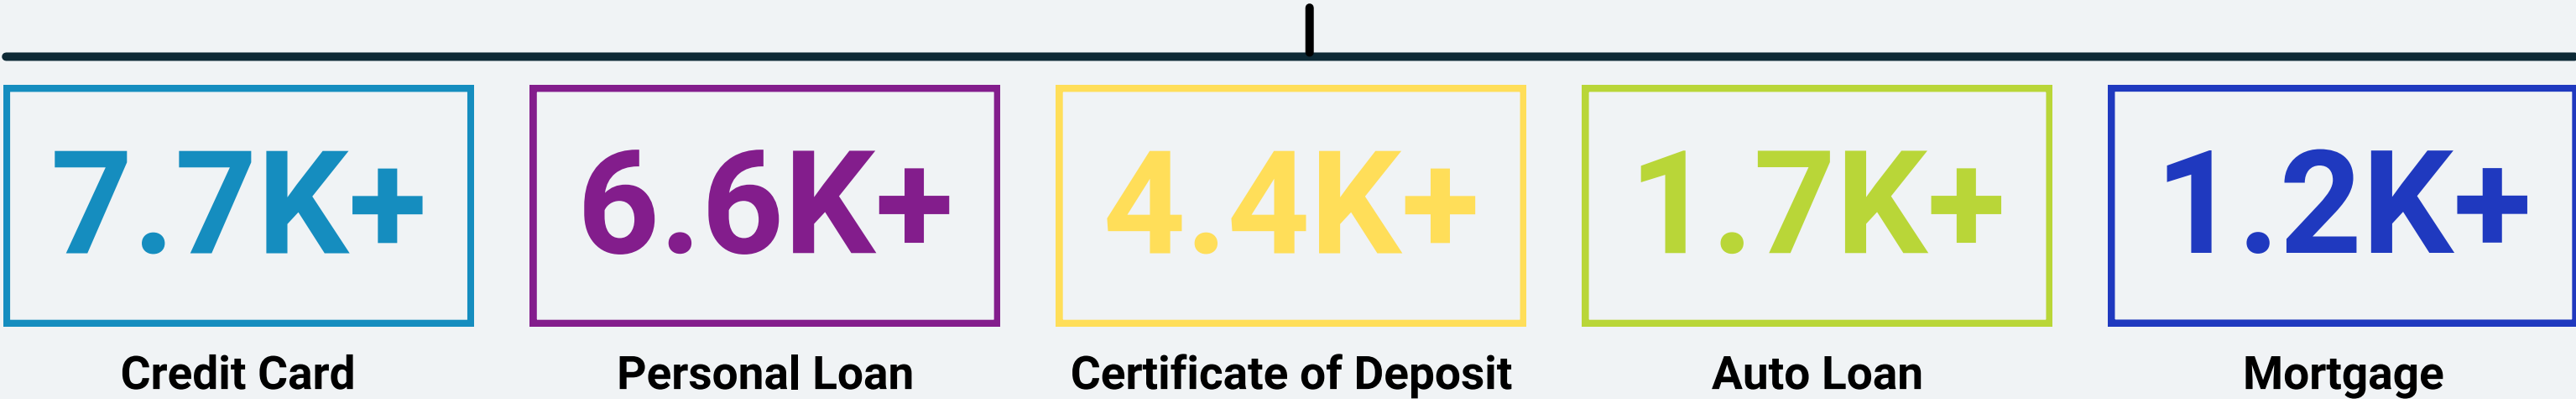 7.7K+ 6.6K+ 4.4K+ 1.7K+ 1.2K+
Credit Card Personal Loan Certificate of Deposit Auto Loan Mortgage